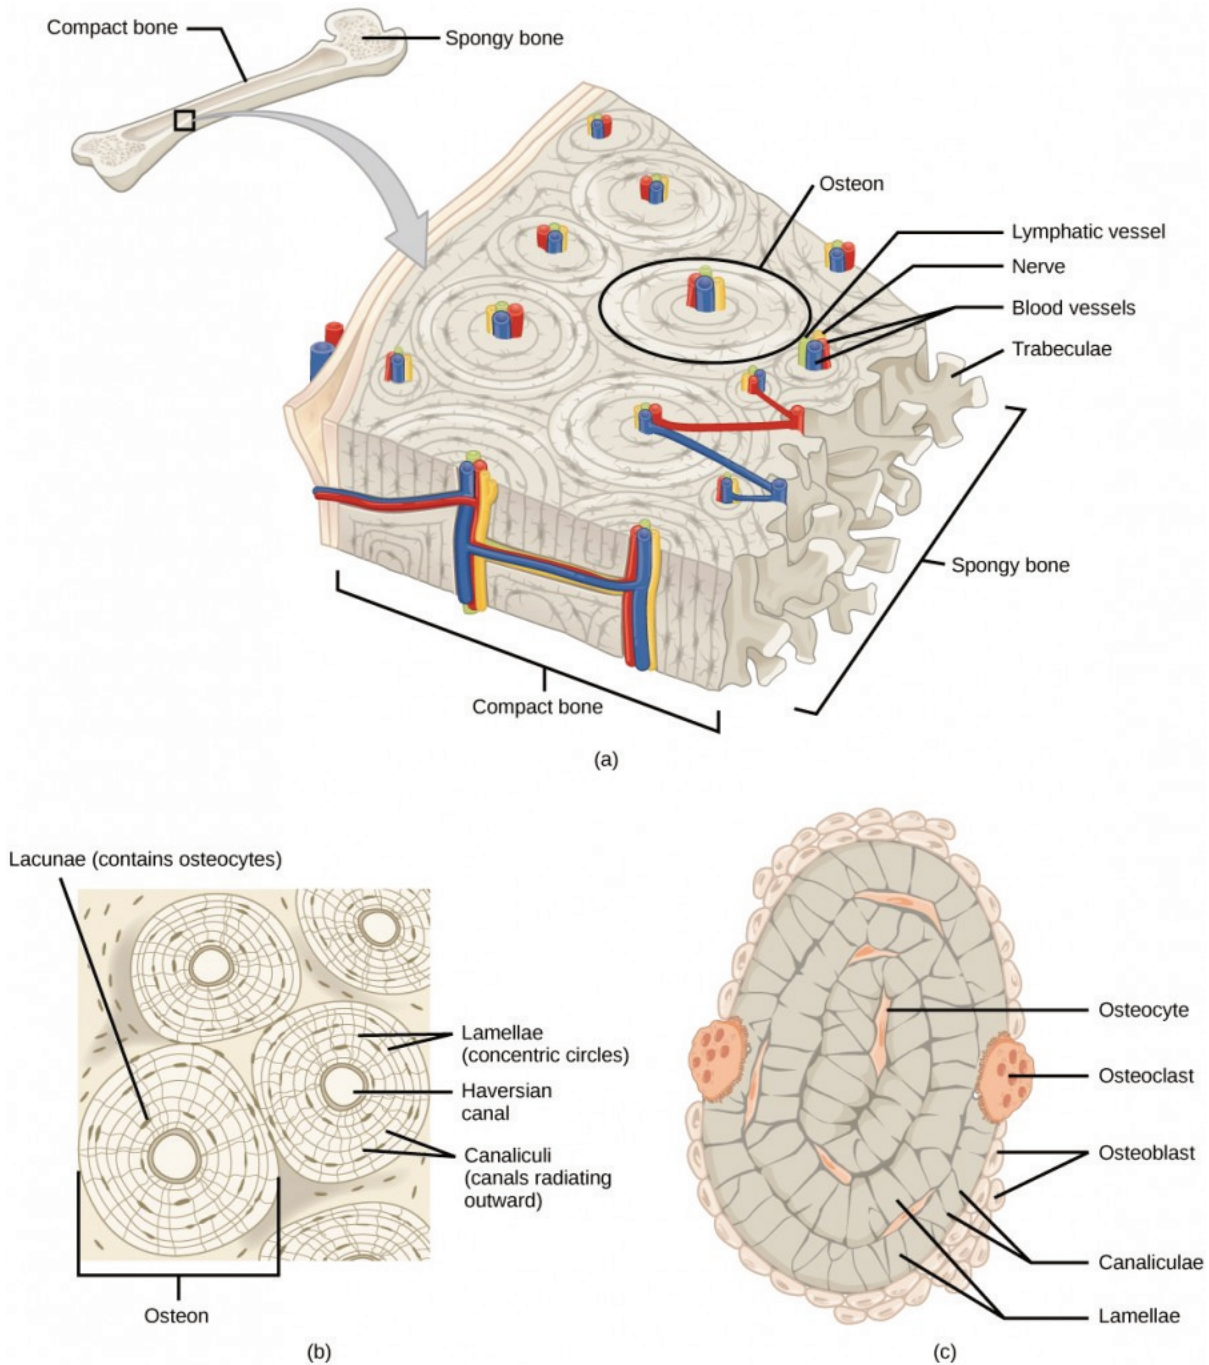 Compact bone
Spongy bone
Osteon
Lymphatic vessel
Nerve
Blood vessels
Trabeculae
Spongy bone
Compact bone
(a)
Lacunae (contains osteocytes)
Lamellae
(concentric circles)
Haversian
canal
Canaliculi
(canals radiating
outward)
Osteon
(b)
Osteocyte
Osteoclast
Osteoblast
Canaliculae
Lamellae
(c)